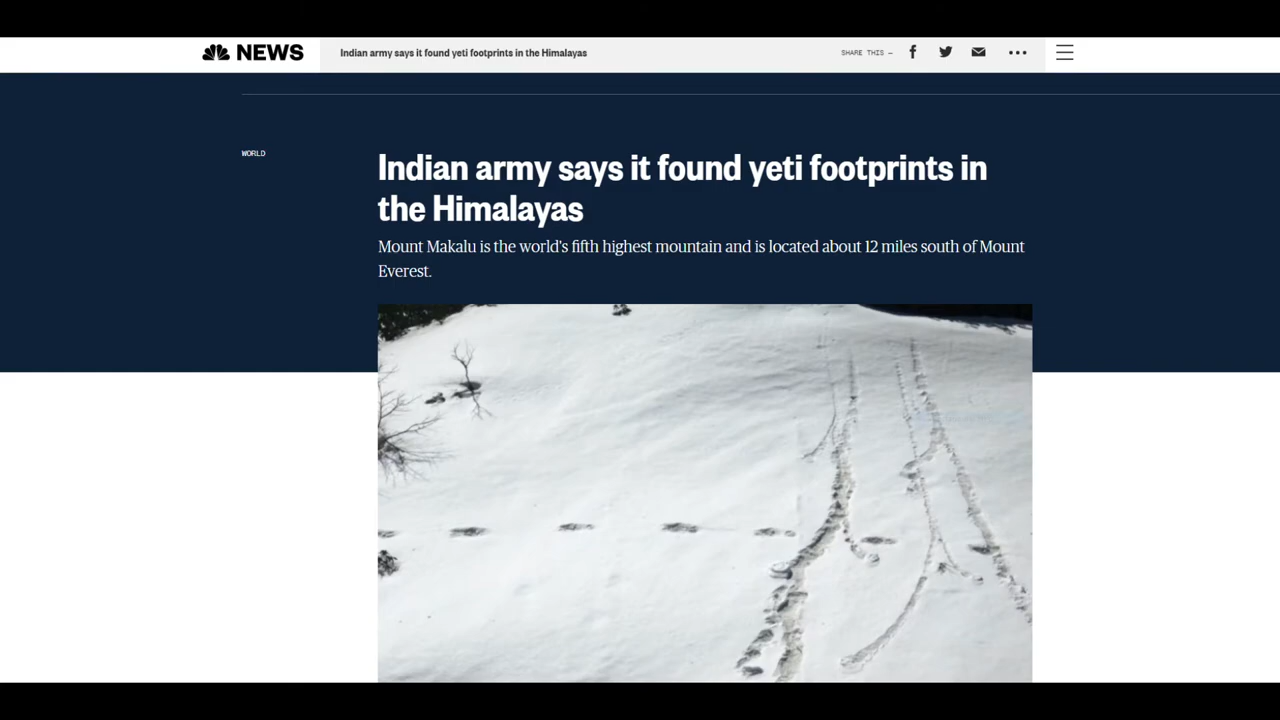 NEWS
Indian army says it found yeti footprints in the Himalayas
SHARE THIS —
WORLD
Indian army says it found yeti footprints in
the Himalayas
Mount Makalu is the world's fifth highest mountain and is located about 12 miles south of Mount
Everest.